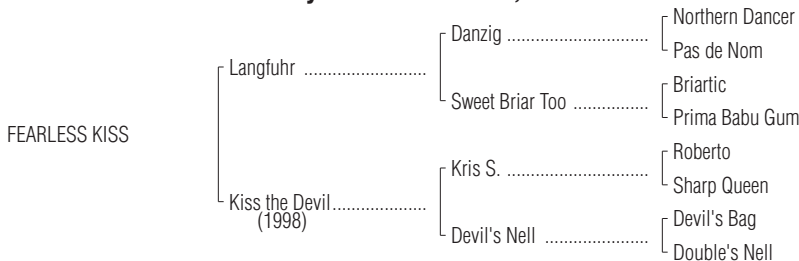 Northern Dancer
Danzig ..............................
Pas de Nom
Langfuhr ..........................
Briartic
Sweet Briar Too ................
Prima Babu Gum
FEARLESS KISS
Roberto
Kris S. ..............................
Sharp Queen
Kiss the Devil....................
(1998)
Devil's Bag
Devil's Nell ......................
Double's Nell